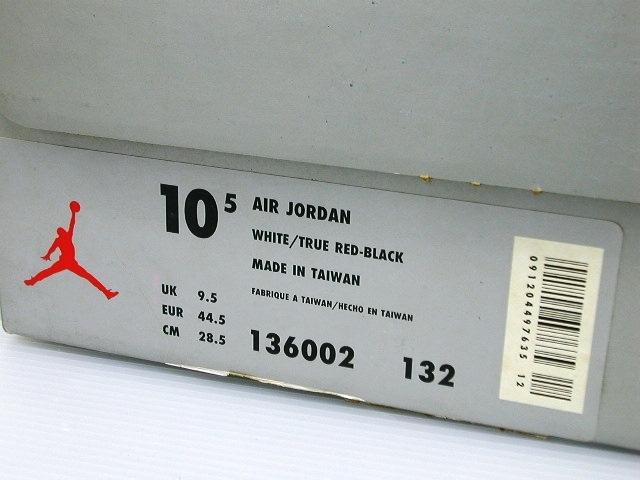 10 5 AIR JORDAN
WHITE/TRUE RED-BLACK
MADE IN TAIWAN
FABRIQUE A TAIWAN/HECHO EN TAIWAN
UK 9.5
EUR 44.5
CM 28.5
136002 132
091204497635 12